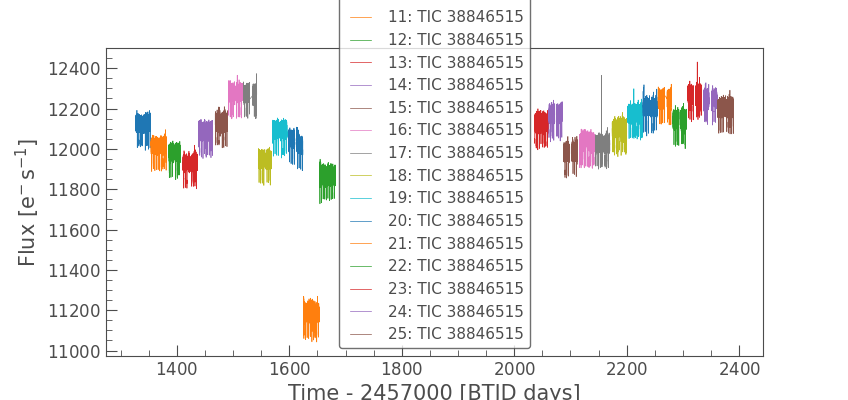 11: TIC 38846515
12: TIC 38846515
13: TIC 38846515
14: TIC 38846515
15: TIC 38846515
16: TIC 38846515
17: TIC 38846515
18: TIC 38846515
19: TIC 38846515
20: TIC 38846515
21: TIC 38846515
22: TIC 38846515
23: TIC 38846515
24: TIC 38846515
25: TIC 38846515
12400
12200
12000
11800
11600
11400
11200
11000
Flux [e⁻ s⁻¹]
1400 1600 1800 2000 2200 2400
Time - 2457000 [BTJD days]